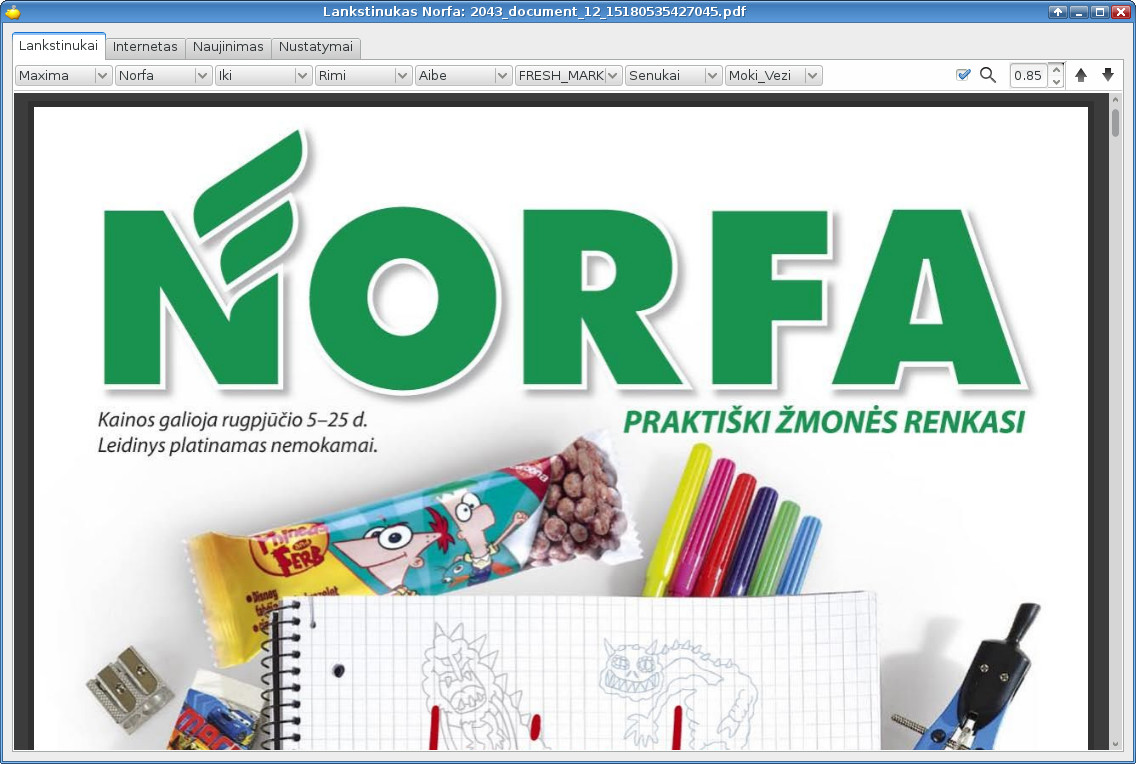 Lankstinukas Norfa: 2043_document_12_15180535427045.pdf
Lankstinukai Internetas Naujinimas Nustatymai
Maxima Norfa Iki Rimi Aibe FRESH_MARK Senukai Moki_Vezi 0.85
NORFA
Kainos galioja rugpjūčio 5–25 d.
Leidinys platinamas nemokamai.
PRAKTIŠKI ŽMONĖS RENKASI
Phineas
and
FERB